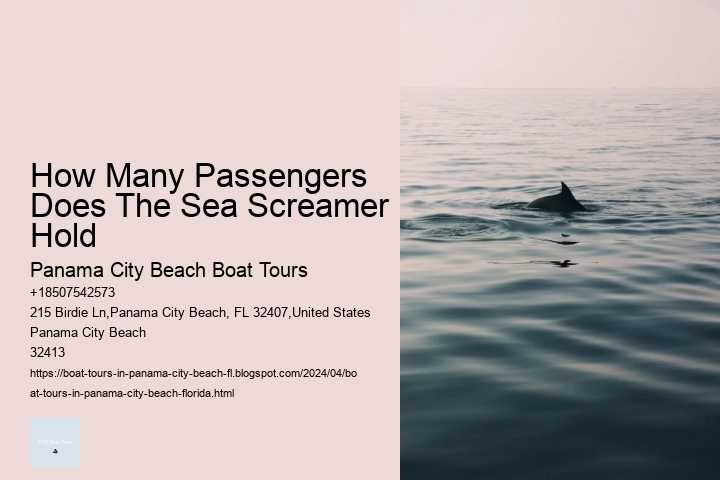 How Many Passengers
Does The Sea Screamer
Hold
Panama City Beach Boat Tours
+18507542573
215 Birdie Ln,Panama City Beach, FL 32407,United States
Panama City Beach
32413
https://boat-tours-in-panama-city-beach-fl.blogspot.com/2024/04/bo
at-tours-in-panama-city-beach-florida.html